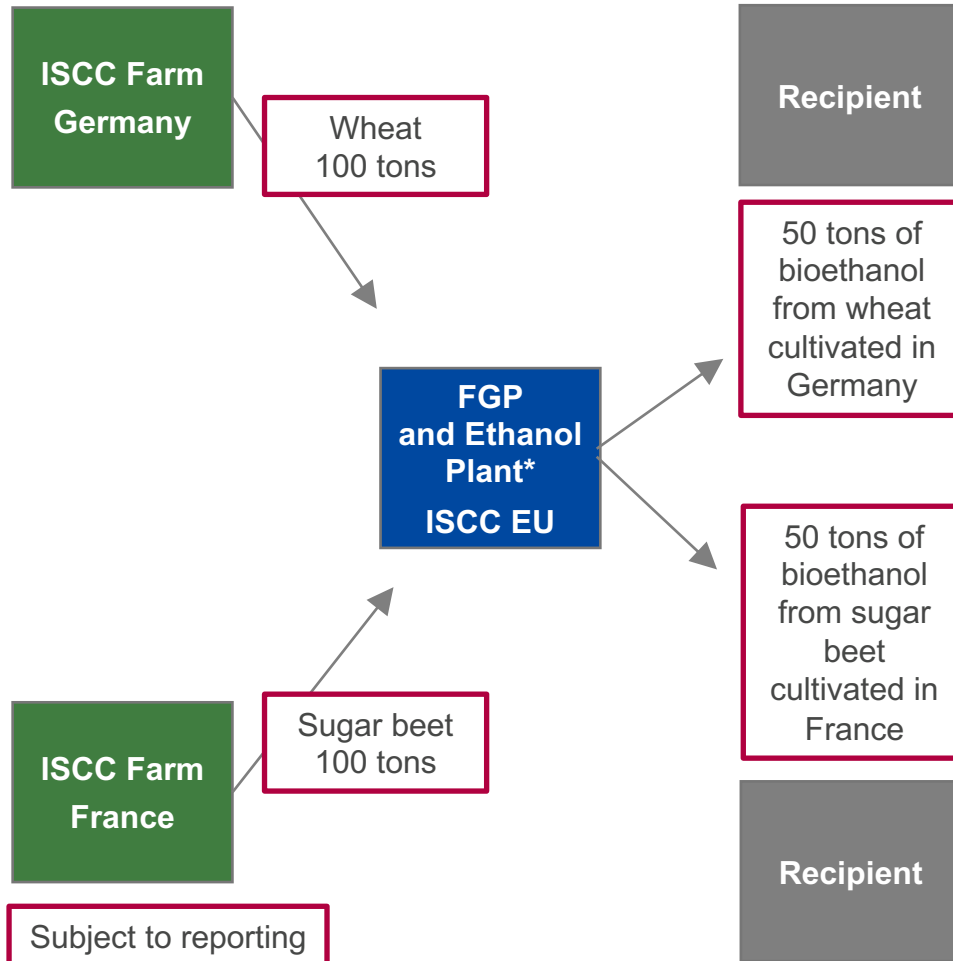 ISCC Farm
Germany
Wheat
100 tons
Recipient
50 tons of
bioethanol
from wheat
cultivated in
Germany
FGP
and Ethanol
Plant*
ISCC EU
50 tons of
bioethanol
from sugar
beet
cultivated in
France
Sugar beet
100 tons
ISCC Farm
France
Recipient
Subject to reporting